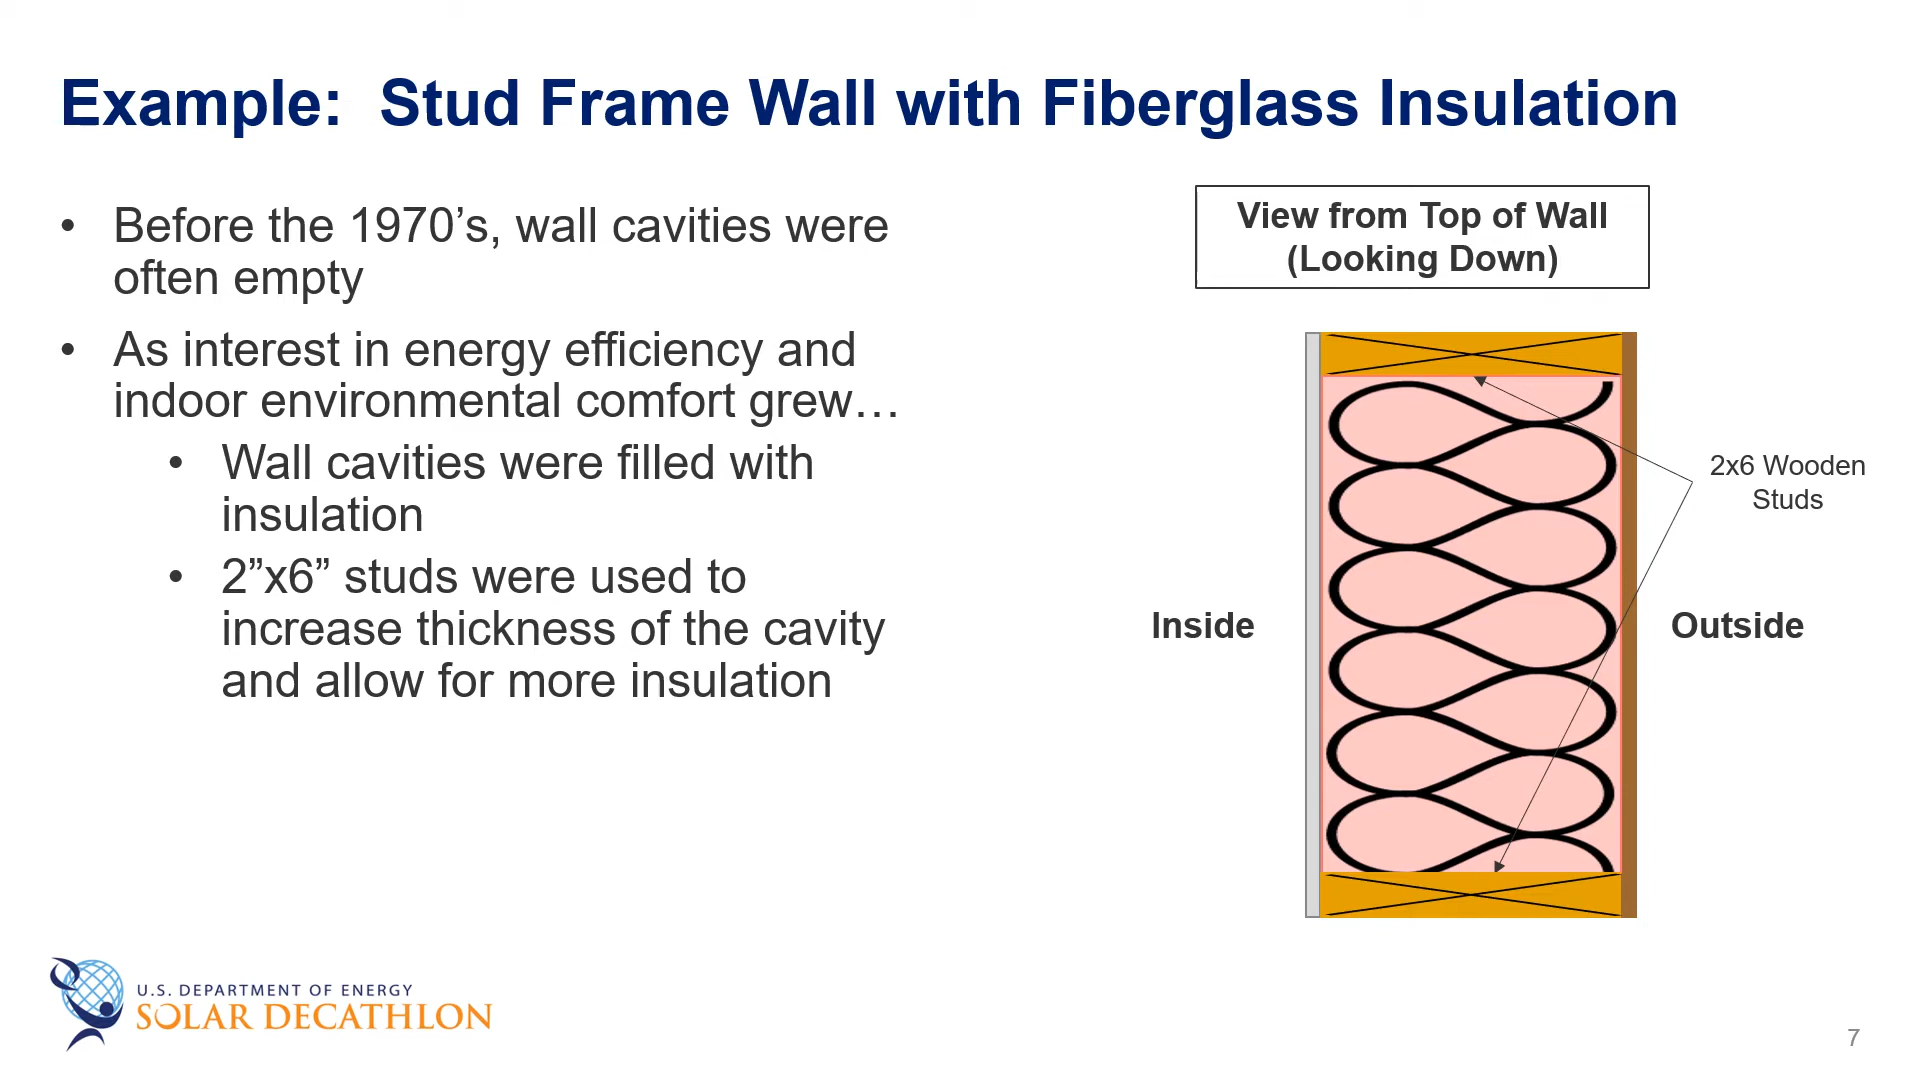 Example:  Stud Frame Wall with Fiberglass Insulation
• Before the 1970’s, wall cavities were
often empty
• As interest in energy efficiency and
indoor environmental comfort grew…
• Wall cavities were filled with
insulation
• 2”x6” studs were used to
increase thickness of the cavity
and allow for more insulation
View from Top of Wall
(Looking Down)
2x6 Wooden
Studs
Inside
Outside
U.S. DEPARTMENT OF ENERGY
SOLAR DECATHLON
7